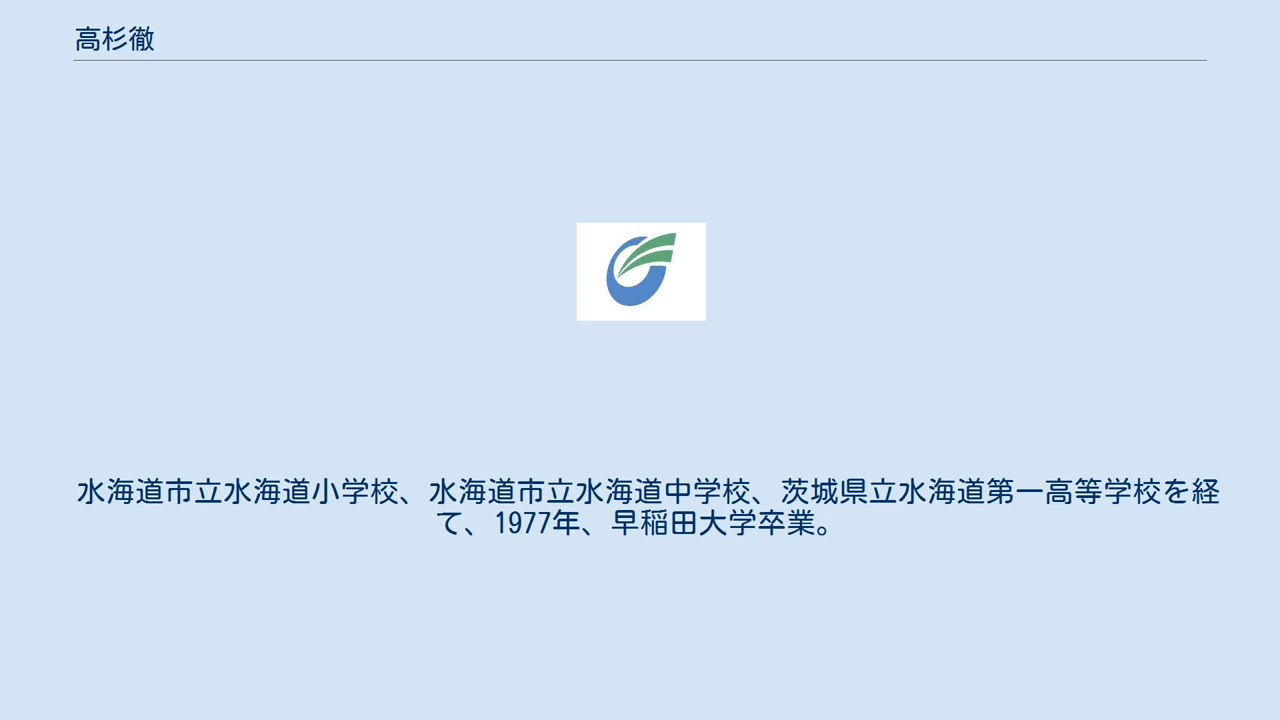 高杉徹
水海道市立水海道小学校、水海道市立水海道中学校、茨城県立水海道第一高等学校を経
て、1977年、早稲田大学卒業。